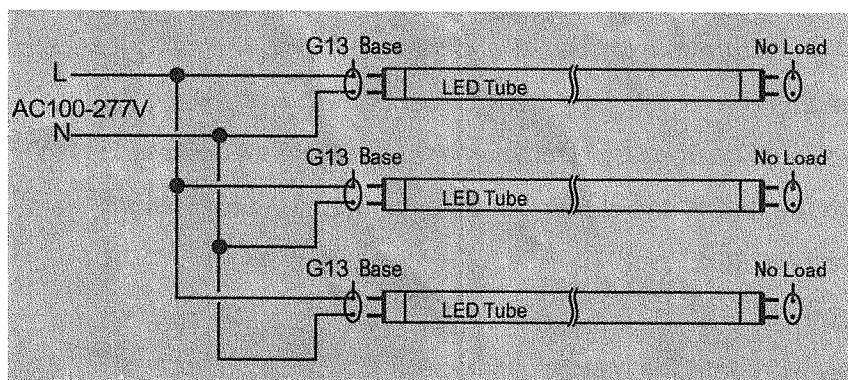 G13 Base
No Load
L
LED Tube
AC100-277V
N
G13 Base
No Load
LED Tube
G13 Base
No Load
LED Tube